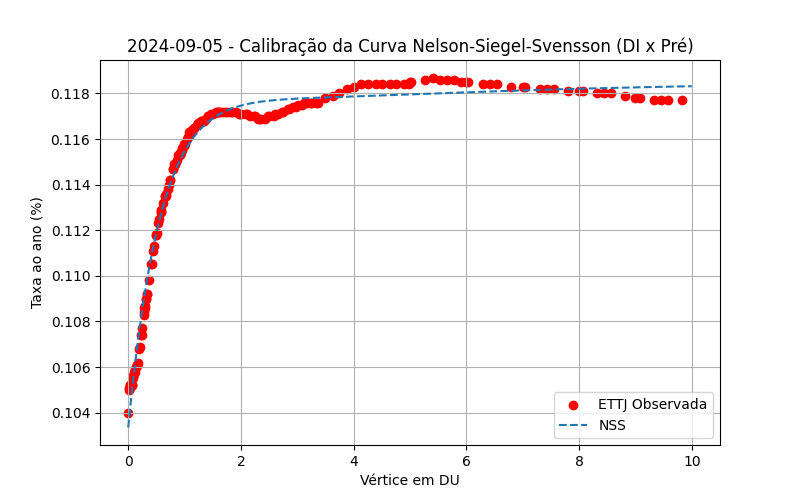 2024-09-05 - Calibração da Curva Nelson-Siegel-Svensson (DI x Pré)
Taxa ao ano (%)
0.118
0.116
0.114
0.112
0.110
0.108
0.106
0.104
ETTJ Observada
NSS
0 2 4 6 8 10
Vértice em DU